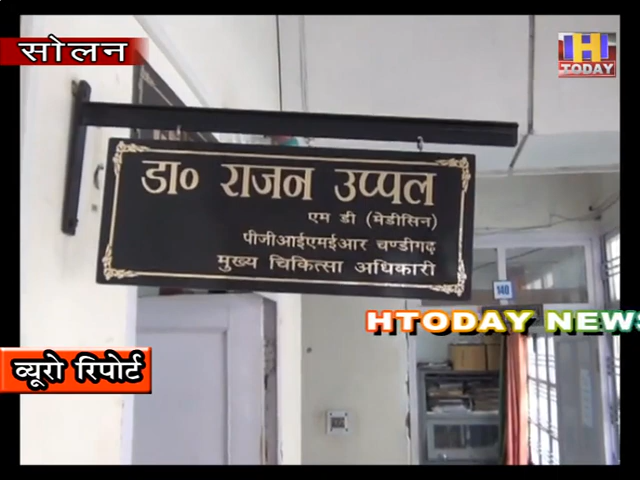 सोलन
H
TODAY
डा० राजन उप्पल
एम डी (मेडीसिन)
पीजीआईएमईआर चण्डीगढ़
मुख्य चिकित्सा अधिकारी
140
HTODAY NEWS
ब्यूरो रिपोर्ट